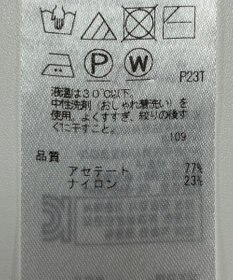 P
W
P23T
液温は30℃以下、
中性洗剤(おしゃれ着洗い)を
使用。よくすすぎ、絞りの後す
ぐに干すこと。
109
品質
アセテート 77%
ナイロン 23%